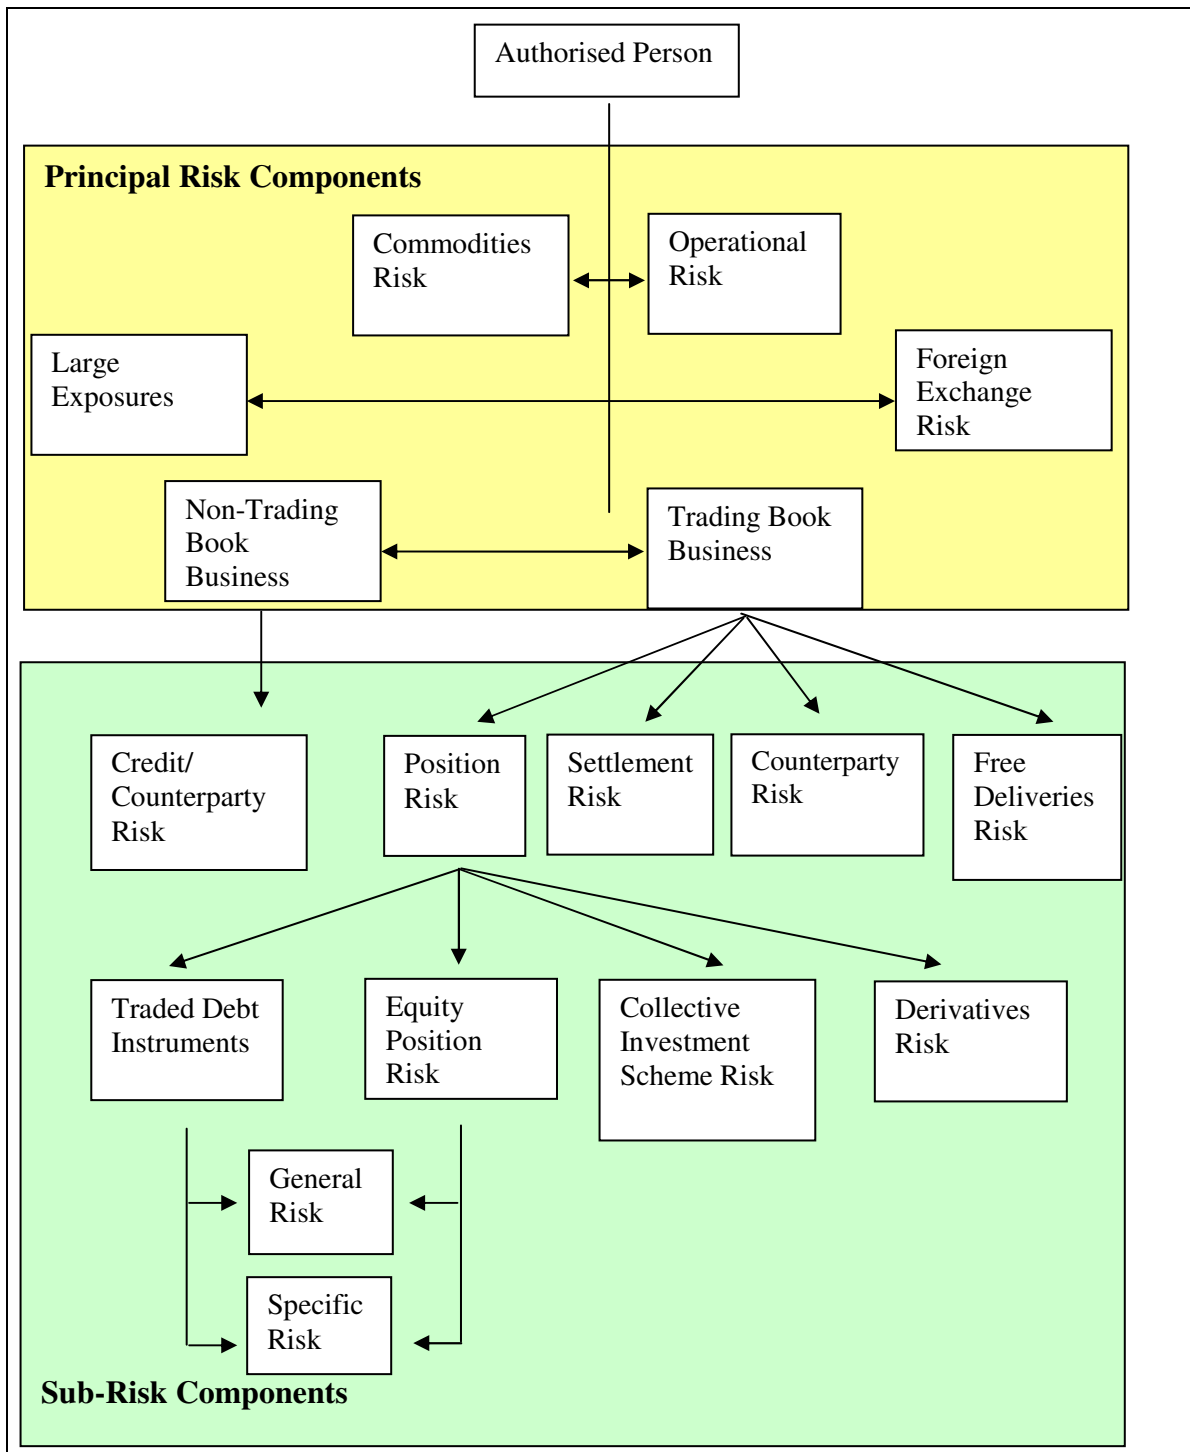 Authorised Person
Principal Risk Components
Commodities
Risk
Operational
Risk
Large
Exposures
Foreign
Exchange
Risk
Non-Trading
Book
Business
Trading Book
Business
Credit/
Counterparty
Risk
Position
Risk
Settlement
Risk
Counterparty
Risk
Free
Deliveries
Risk
Traded Debt
Instruments
Equity
Position
Risk
Collective
Investment
Scheme Risk
Derivatives
Risk
General
Risk
Specific
Risk
Sub-Risk Components